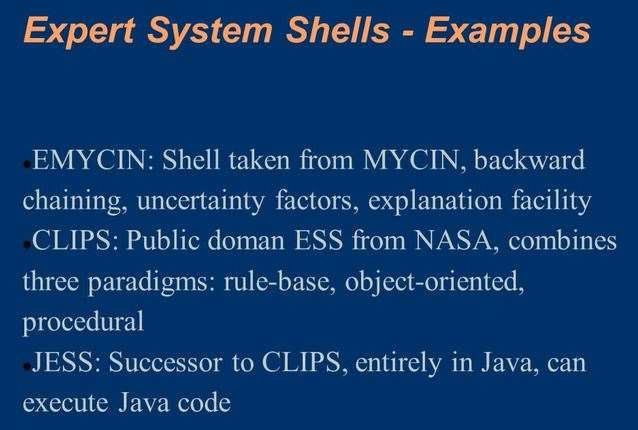 Expert System Shells - Examples
EMYCIN: Shell taken from MYCIN, backward
chaining, uncertainty factors, explanation facility
CLIPS: Public doman ESS from NASA, combines
three paradigms: rule-base, object-oriented,
procedural
JESS: Successor to CLIPS, entirely in Java, can
execute Java code